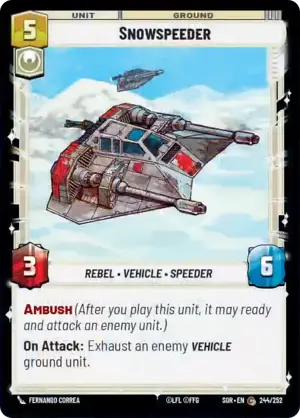 UNIT GROUND
5 SNOWSPEEDER
3 6
REBEL • VEHICLE • SPEEDER
AMBUSH (After you play this unit, it may ready
and attack an enemy unit.)
On Attack: Exhaust an enemy VEHICLE
ground unit.
FERNANDO CORREA ©LFL ©FFG SOR • EN C 244/252